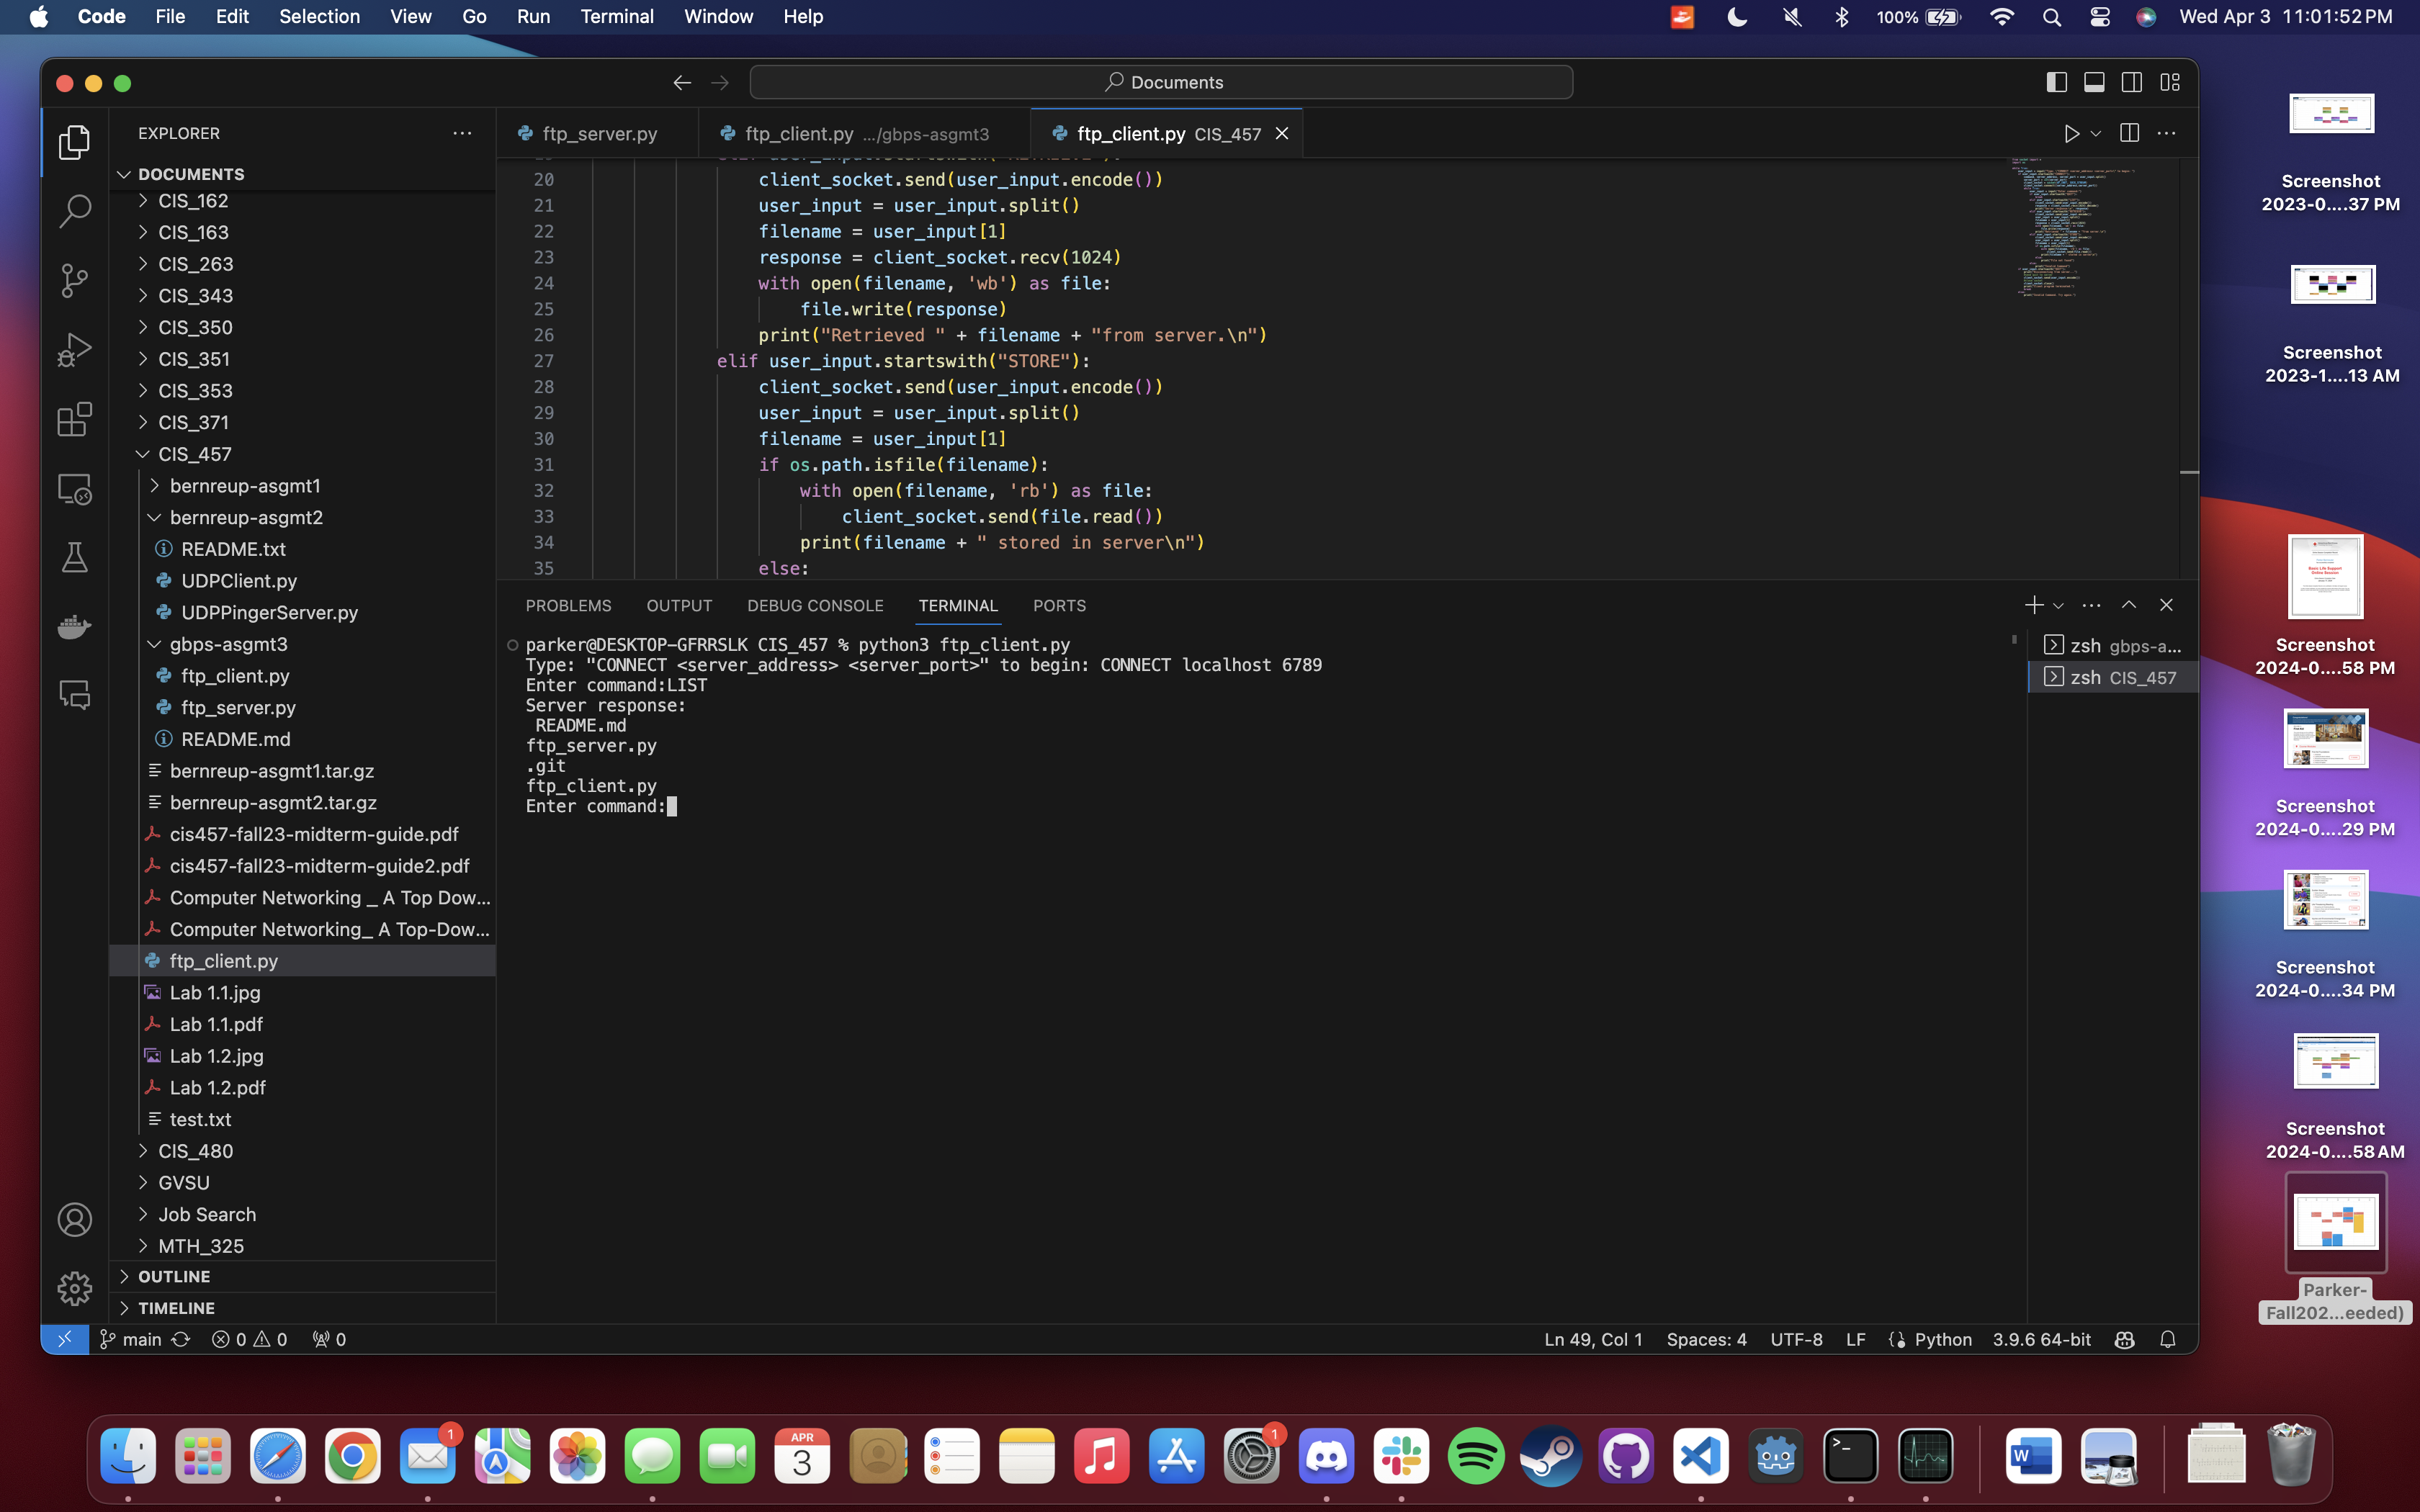 Code File Edit Selection View Go Run Terminal Window Help 100% Wed Apr 3 11:01:52 PM
Documents
EXPLORER
DOCUMENTS
CIS_162
CIS_163
CIS_263
CIS_343
CIS_350
CIS_351
CIS_353
CIS_371
CIS_457
bernreup-asgmt1
bernreup-asgmt2
README.txt
UDPClient.py
UDPPingerServer.py
gbps-asgmt3
ftp_client.py
ftp_server.py
README.md
bernreup-asgmt1.tar.gz
bernreup-asgmt2.tar.gz
cis457-fall23-midterm-guide.pdf
cis457-fall23-midterm-guide2.pdf
Computer Networking _ A Top Dow...
Computer Networking_ A Top-Dow...
ftp_client.py
Lab 1.1.jpg
Lab 1.1.pdf
Lab 1.2.jpg
Lab 1.2.pdf
test.txt
CIS_480
GVSU
Job Search
MTH_325
OUTLINE
TIMELINE
ftp_server.py ftp_client.py .../gbps-asgmt3 ftp_client.py CIS_457
20 client_socket.send(user_input.encode())
21 user_input = user_input.split()
22 filename = user_input[1]
23 response = client_socket.recv(1024)
24 with open(filename, 'wb') as file:
25 file.write(response)
26 print("Retrieved " + filename + "from server.\n")
27 elif user_input.startswith("STORE"):
28 client_socket.send(user_input.encode())
29 user_input = user_input.split()
30 filename = user_input[1]
31 if os.path.isfile(filename):
32 with open(filename, 'rb') as file:
33 client_socket.send(file.read())
34 print(filename + " stored in server\n")
35 else:
PROBLEMS OUTPUT DEBUG CONSOLE TERMINAL PORTS
parker@DESKTOP-GFRRSLK CIS_457 % python3 ftp_client.py
Type: "CONNECT <server_address> <server_port>" to begin: CONNECT localhost 6789
Enter command:LIST
Server response:
README.md
ftp_server.py
.git
ftp_client.py
Enter command:
zsh gbps-a...
zsh CIS_457
main 0 0 0 Ln 49, Col 1 Spaces: 4 UTF-8 LF Python 3.9.6 64-bit
Screenshot
2023-0....37 PM
Screenshot
2023-1....13 AM
Screenshot
2024-0....58 PM
Screenshot
2024-0....29 PM
Screenshot
2024-0....34 PM
Screenshot
2024-0....58 AM
Parker-
Fall202...eeded)
1
APR
3
1
W